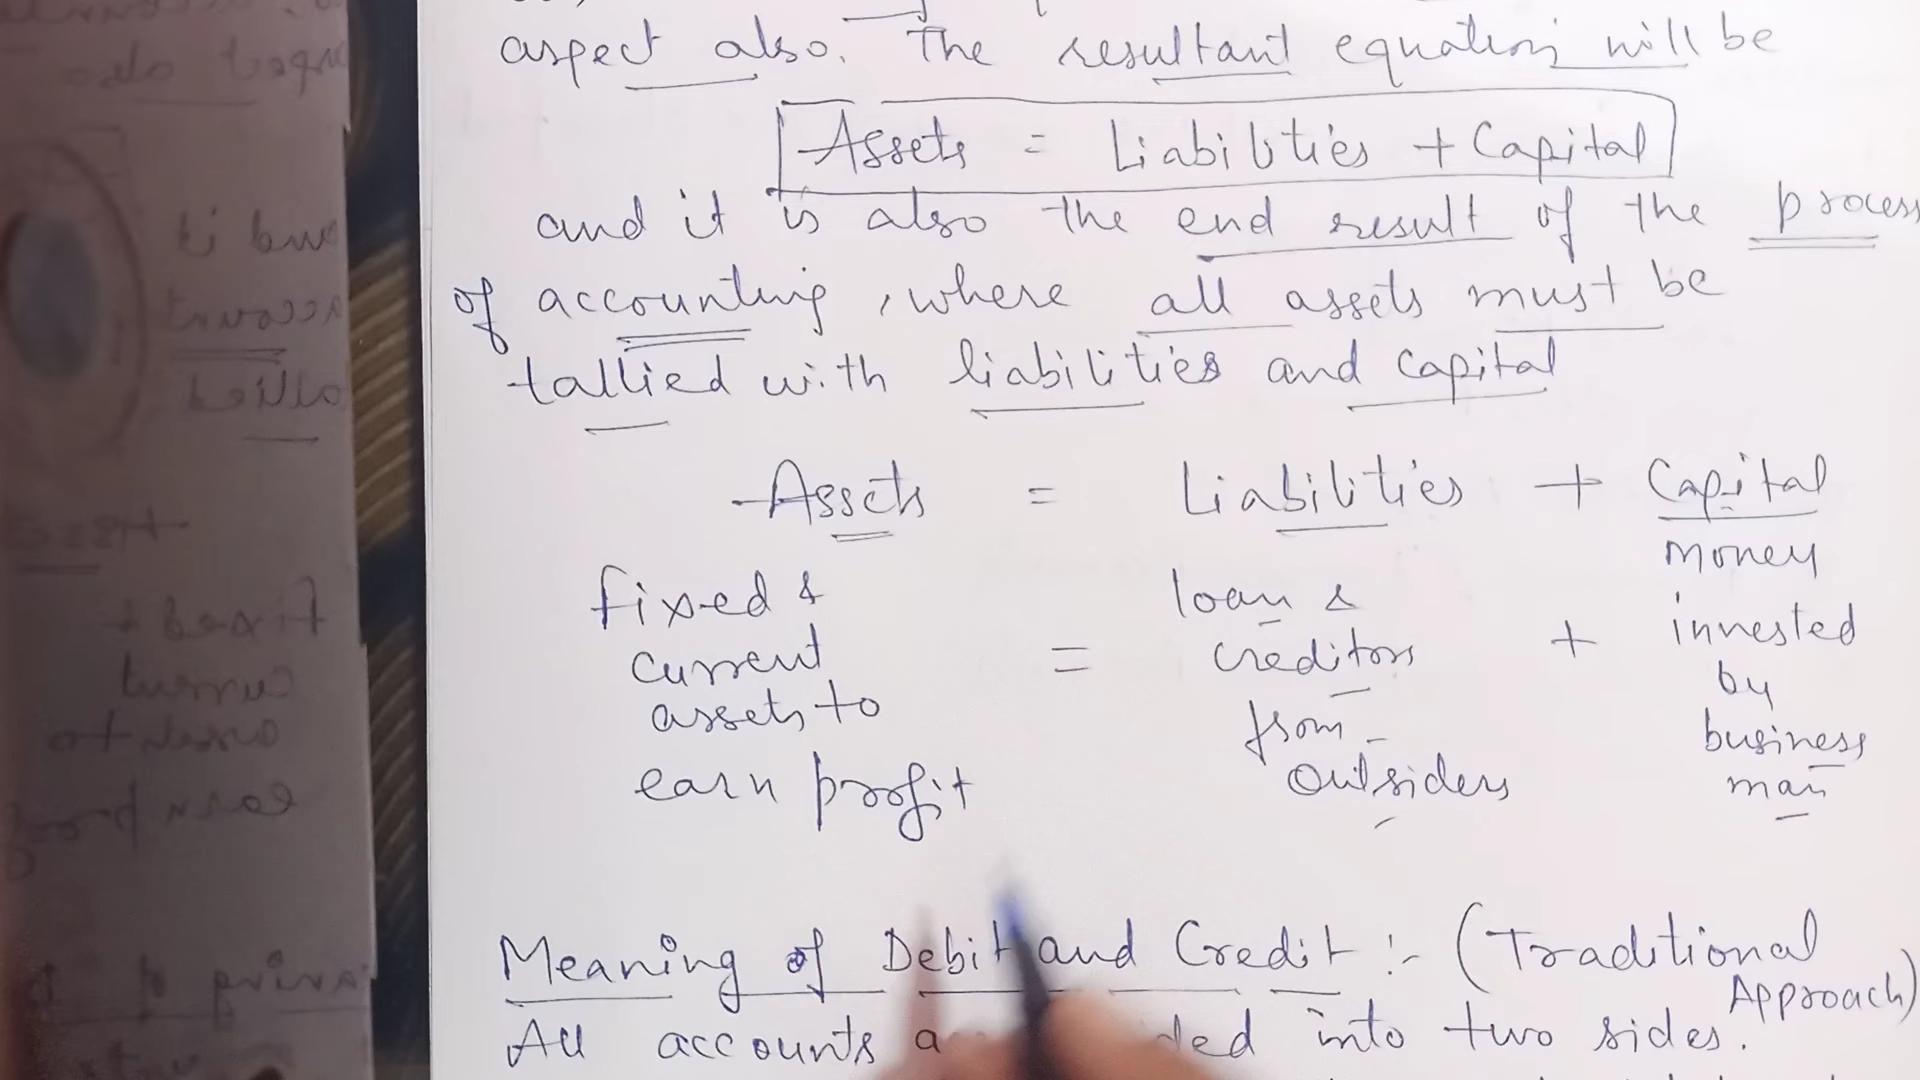 aspect also. The resultant equation will be
Assets = Liabilities + Capital
and it is also the end result of the process
of accounting, where all assets must be
tallied with liabilities and capital
Assets = Liabilities + Capital
fixed & current assets to earn profit = loan & creditors from outsiders + money invested by business man
Meaning of Debit and Credit :- (Traditional Approach)
All accounts into two sides.